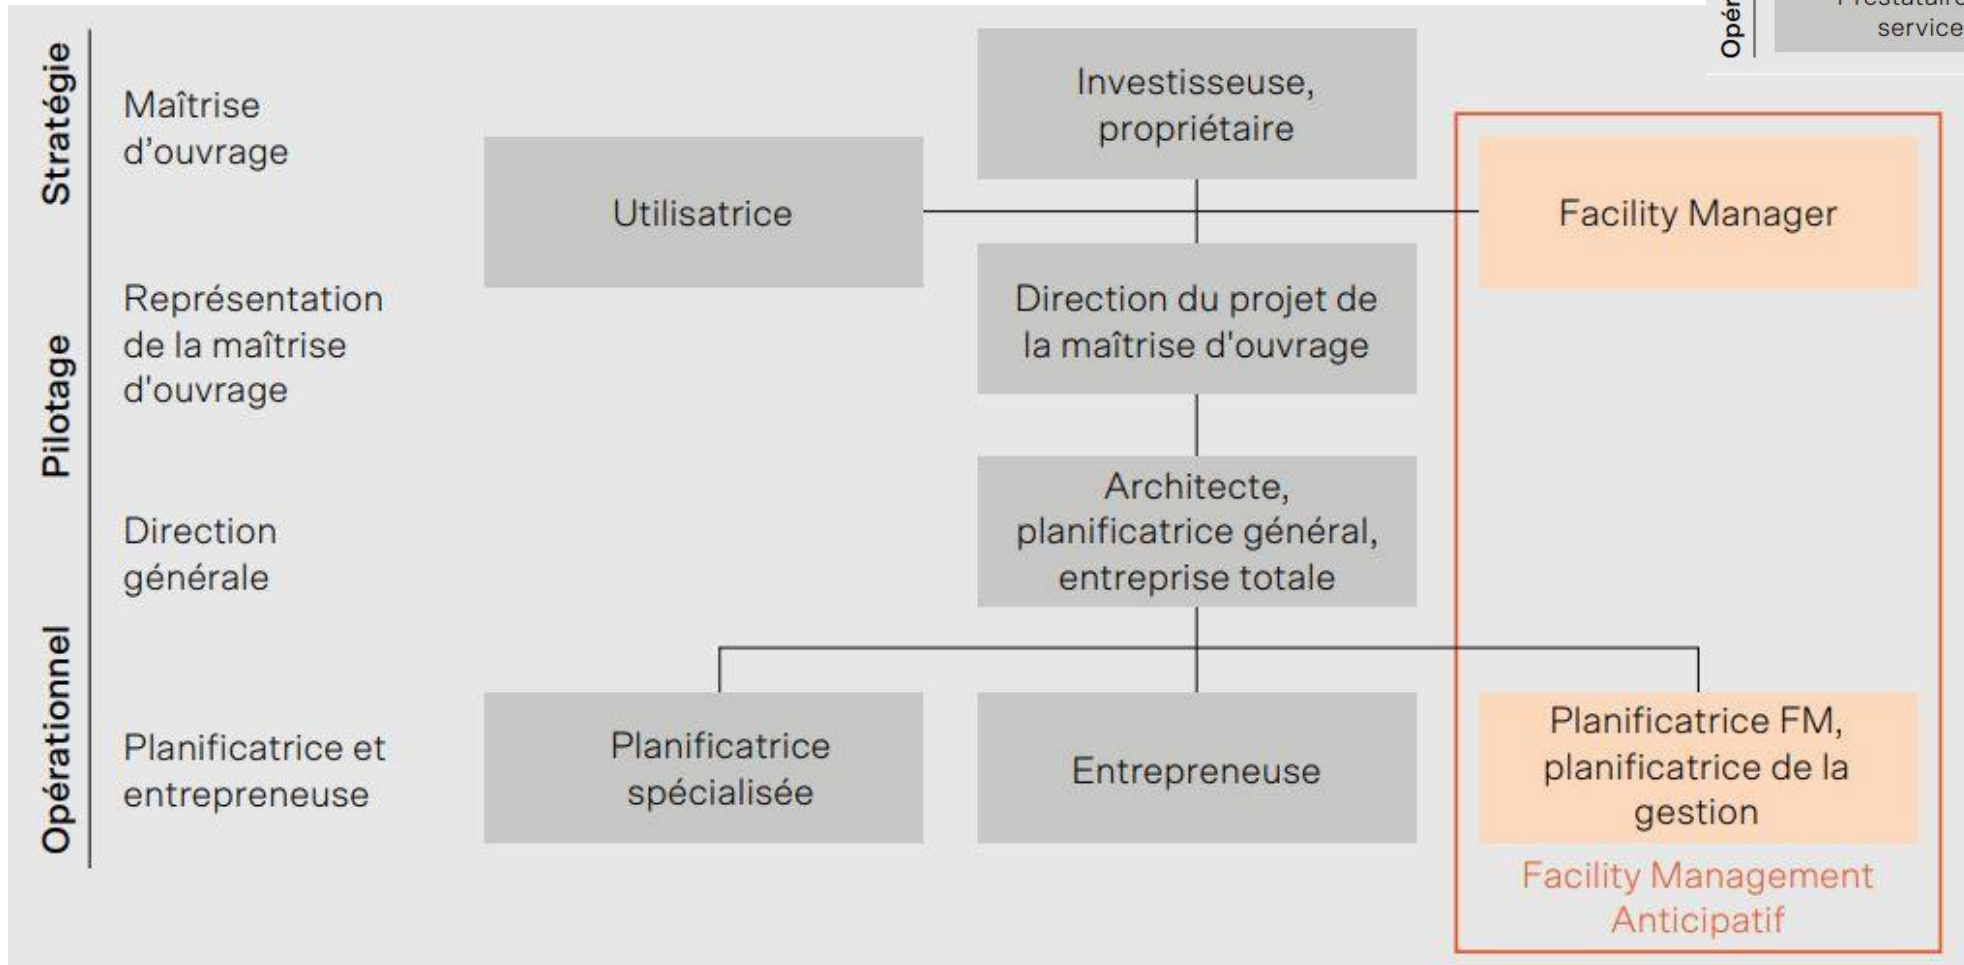 Opér
service
Stratégie
Maîtrise
d'ouvrage
Investisseuse,
propriétaire
Utilisatrice
Facility Manager
Pilotage
Représentation
de la maîtrise
d'ouvrage
Direction du projet de
la maîtrise d'ouvrage
Direction
générale
Architecte,
planificatrice général,
entreprise totale
Opérationnel
Planificatrice et
entrepreneuse
Planificatrice
spécialisée
Entrepreneuse
Planificatrice FM,
planificatrice de la
gestion
Facility Management
Anticipatif